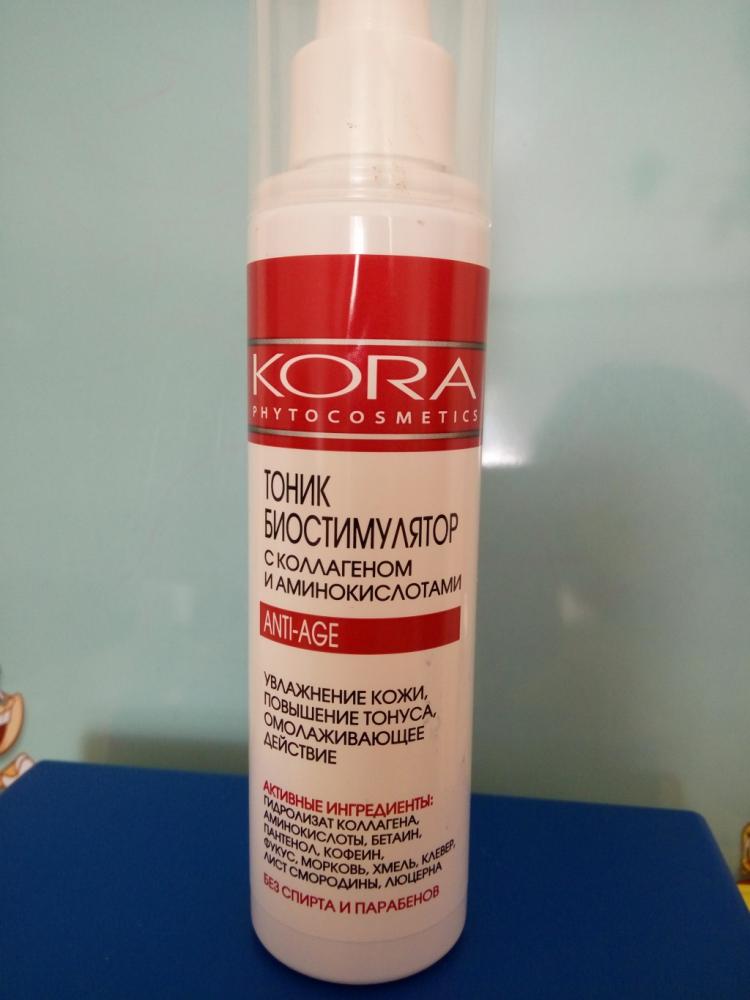 KORA
PHYTOCOSMETICS
ТОНИК
БИОСТИМУЛЯТОР
С КОЛЛАГЕНОМ
И АМИНОКИСЛОТАМИ
ANTI-AGE
УВЛАЖНЕНИЕ КОЖИ,
ПОВЫШЕНИЕ ТОНУСА,
ОМОЛАЖИВАЮЩЕЕ
ДЕЙСТВИЕ
АКТИВНЫЕ ИНГРЕДИЕНТЫ:
ГИДРОЛИЗАТ КОЛЛАГЕНА,
АМИНОКИСЛОТЫ, БЕТАИН,
ПАНТЕНОЛ, КОФЕИН,
ФУКУС, МОРКОВЬ, ХМЕЛЬ, КЛЕВЕР,
ЛИСТ СМОРОДИНЫ, ЛЮЦЕРНА
БЕЗ СПИРТА И ПАРАБЕНОВ